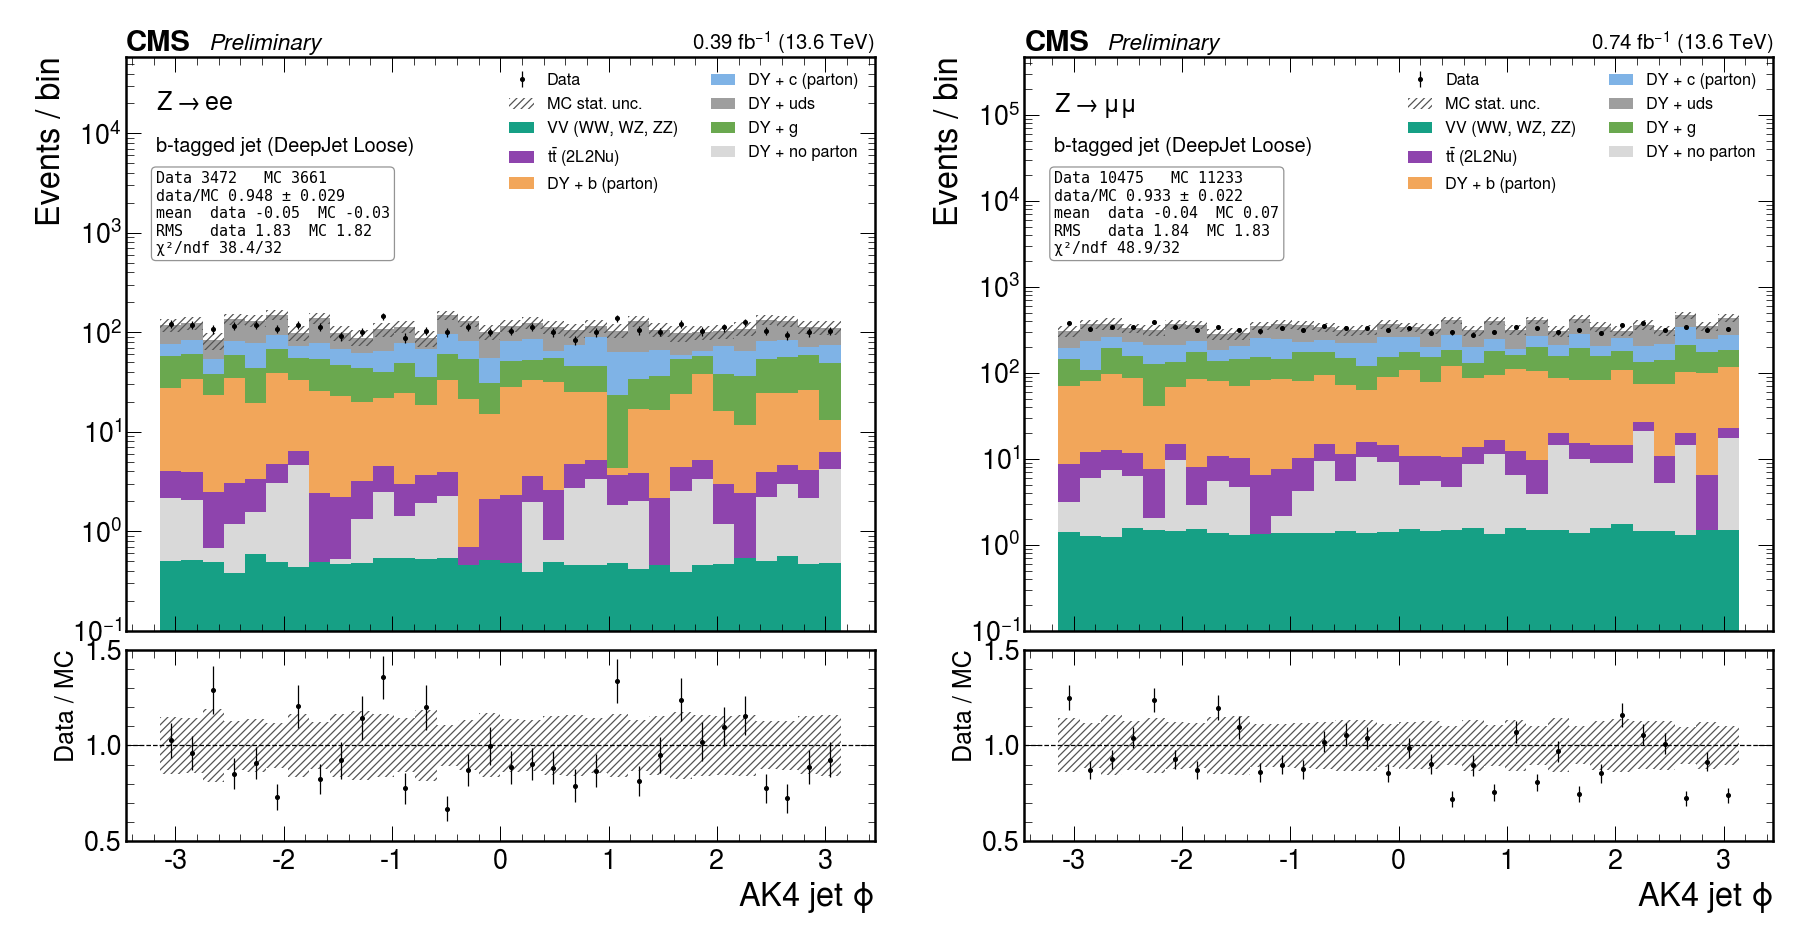 CMS Preliminary 0.39 fb⁻¹ (13.6 TeV)
Events / bin
Z → ee
b-tagged jet (DeepJet Loose)
Data 3472 MC 3661
data/MC 0.948 ± 0.029
mean data -0.05 MC -0.03
RMS data 1.83 MC 1.82
χ²/ndf 38.4/32
Data
MC stat. unc.
VV (WW, WZ, ZZ)
tt̄ (2L2Nu)
DY + b (parton)
DY + c (parton)
DY + uds
DY + g
DY + no parton
10⁴
10³
10²
10¹
10⁰
10⁻¹
Data / MC
1.5
1.0
0.5
-3 -2 -1 0 1 2 3
AK4 jet ϕ
CMS Preliminary 0.74 fb⁻¹ (13.6 TeV)
Events / bin
Z → μμ
b-tagged jet (DeepJet Loose)
Data 10475 MC 11233
data/MC 0.933 ± 0.022
mean data -0.04 MC 0.07
RMS data 1.84 MC 1.83
χ²/ndf 48.9/32
Data
MC stat. unc.
VV (WW, WZ, ZZ)
tt̄ (2L2Nu)
DY + b (parton)
DY + c (parton)
DY + uds
DY + g
DY + no parton
10⁵
10⁴
10³
10²
10¹
10⁰
10⁻¹
Data / MC
1.5
1.0
0.5
-3 -2 -1 0 1 2 3
AK4 jet ϕ